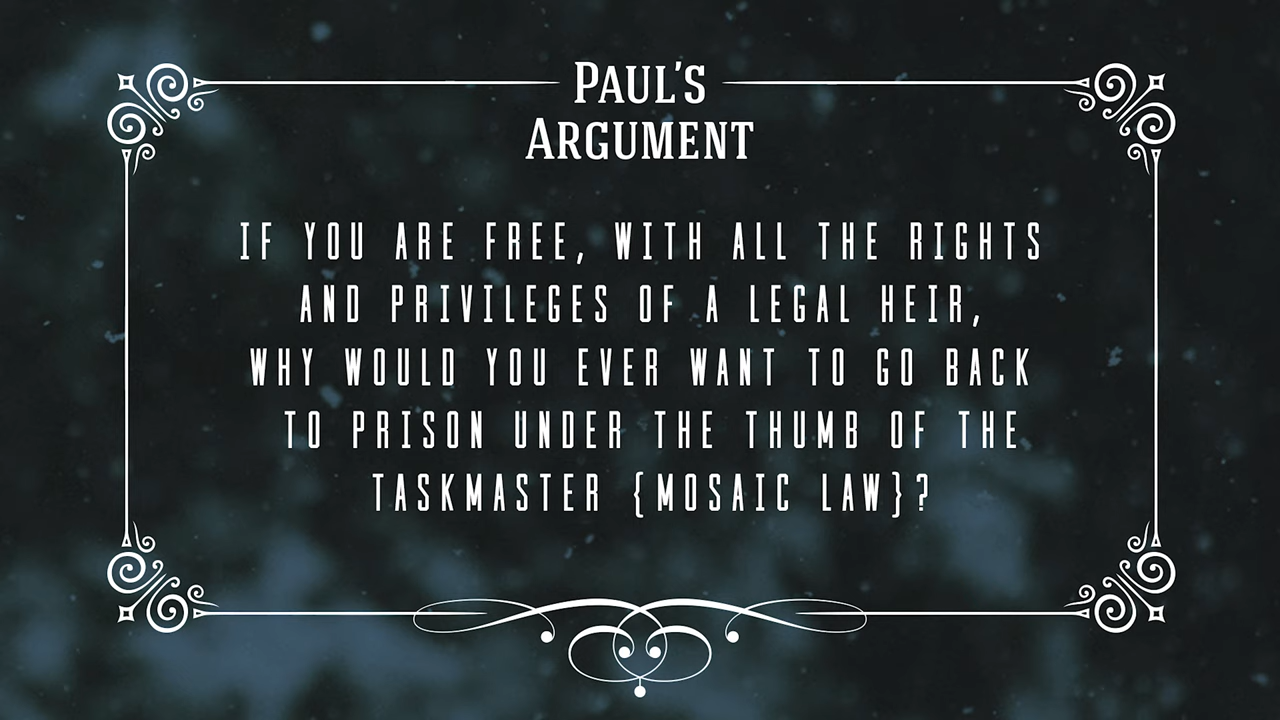 Paul's
Argument
IF YOU ARE FREE, WITH ALL THE RIGHTS
AND PRIVILEGES OF A LEGAL HEIR,
WHY WOULD YOU EVER WANT TO GO BACK
TO PRISON UNDER THE THUMB OF THE
TASKMASTER {MOSAIC LAW}?